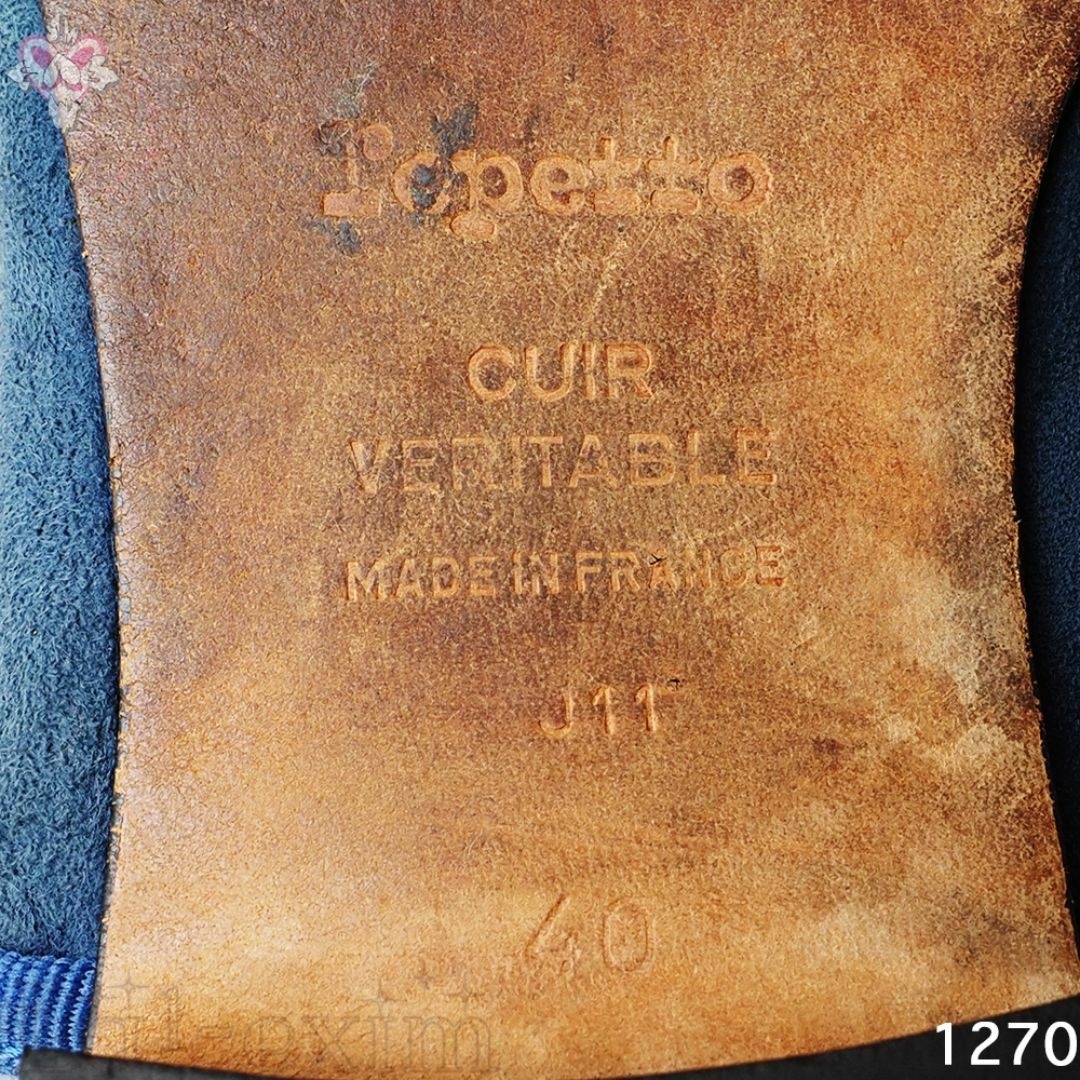 repetto
CUIR
VERITABLE
MADE IN FRANCE
J11
40
1270